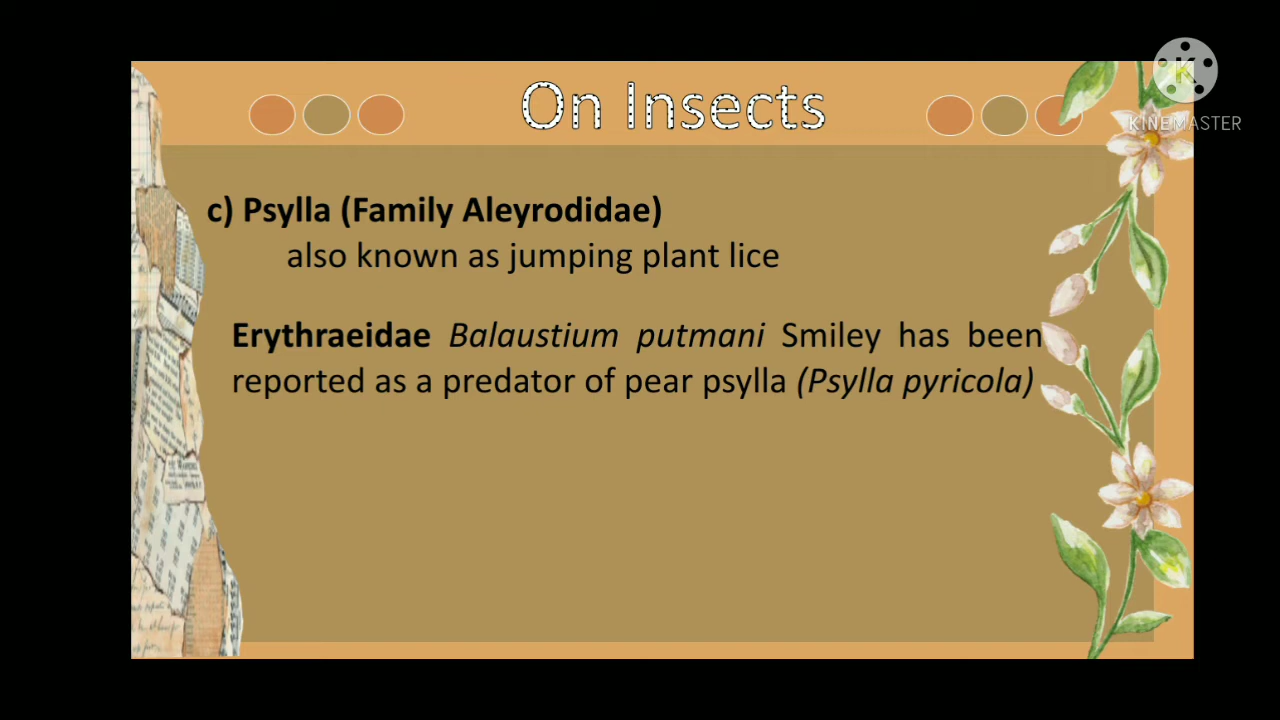 On Insects
K
KINEMASTER
c) Psylla (Family Aleyrodidae)
also known as jumping plant lice
Erythraeidae Balaustium putmani Smiley has been
reported as a predator of pear psylla (Psylla pyricola)